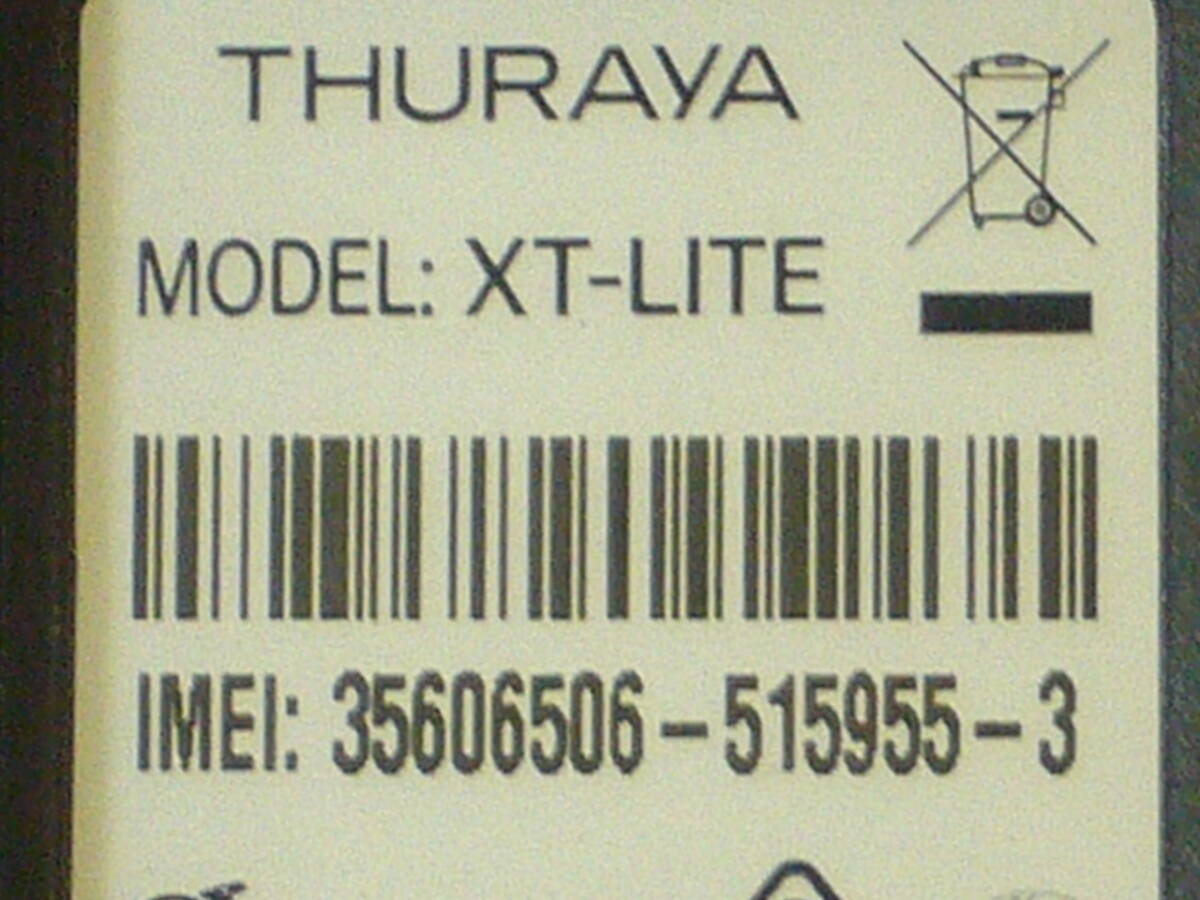 THURAYA
MODEL: XT-LITE
IMEI: 35606506-515955-3